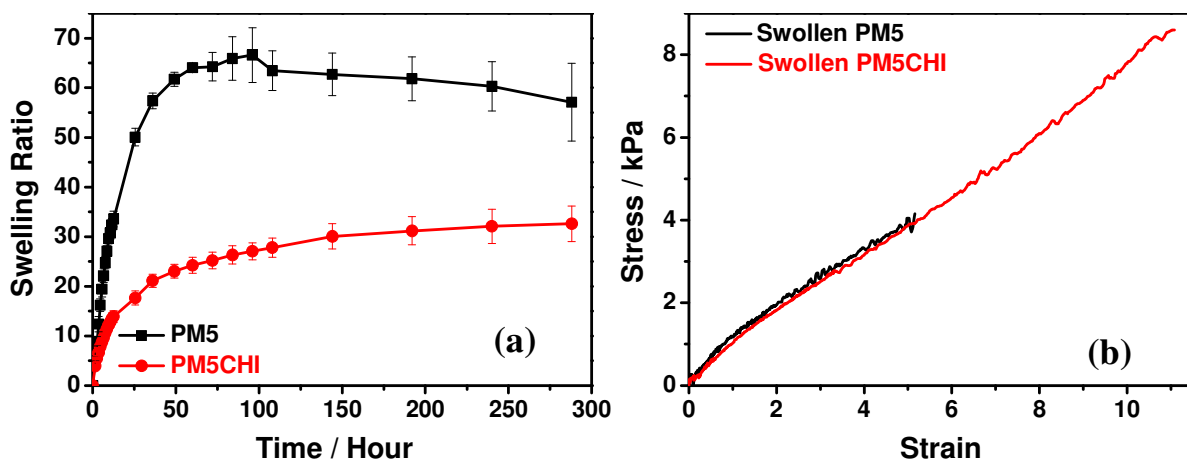 70
60
50
40
30
20
10
0
Swelling Ratio
PM5
PM5CHI
(a)
0
50
100
150
200
250
300
Time / Hour
Swollen PM5
Swollen PM5CHI
8
6
4
2
0
Stress / kPa
(b)
0
2
4
6
8
10
Strain